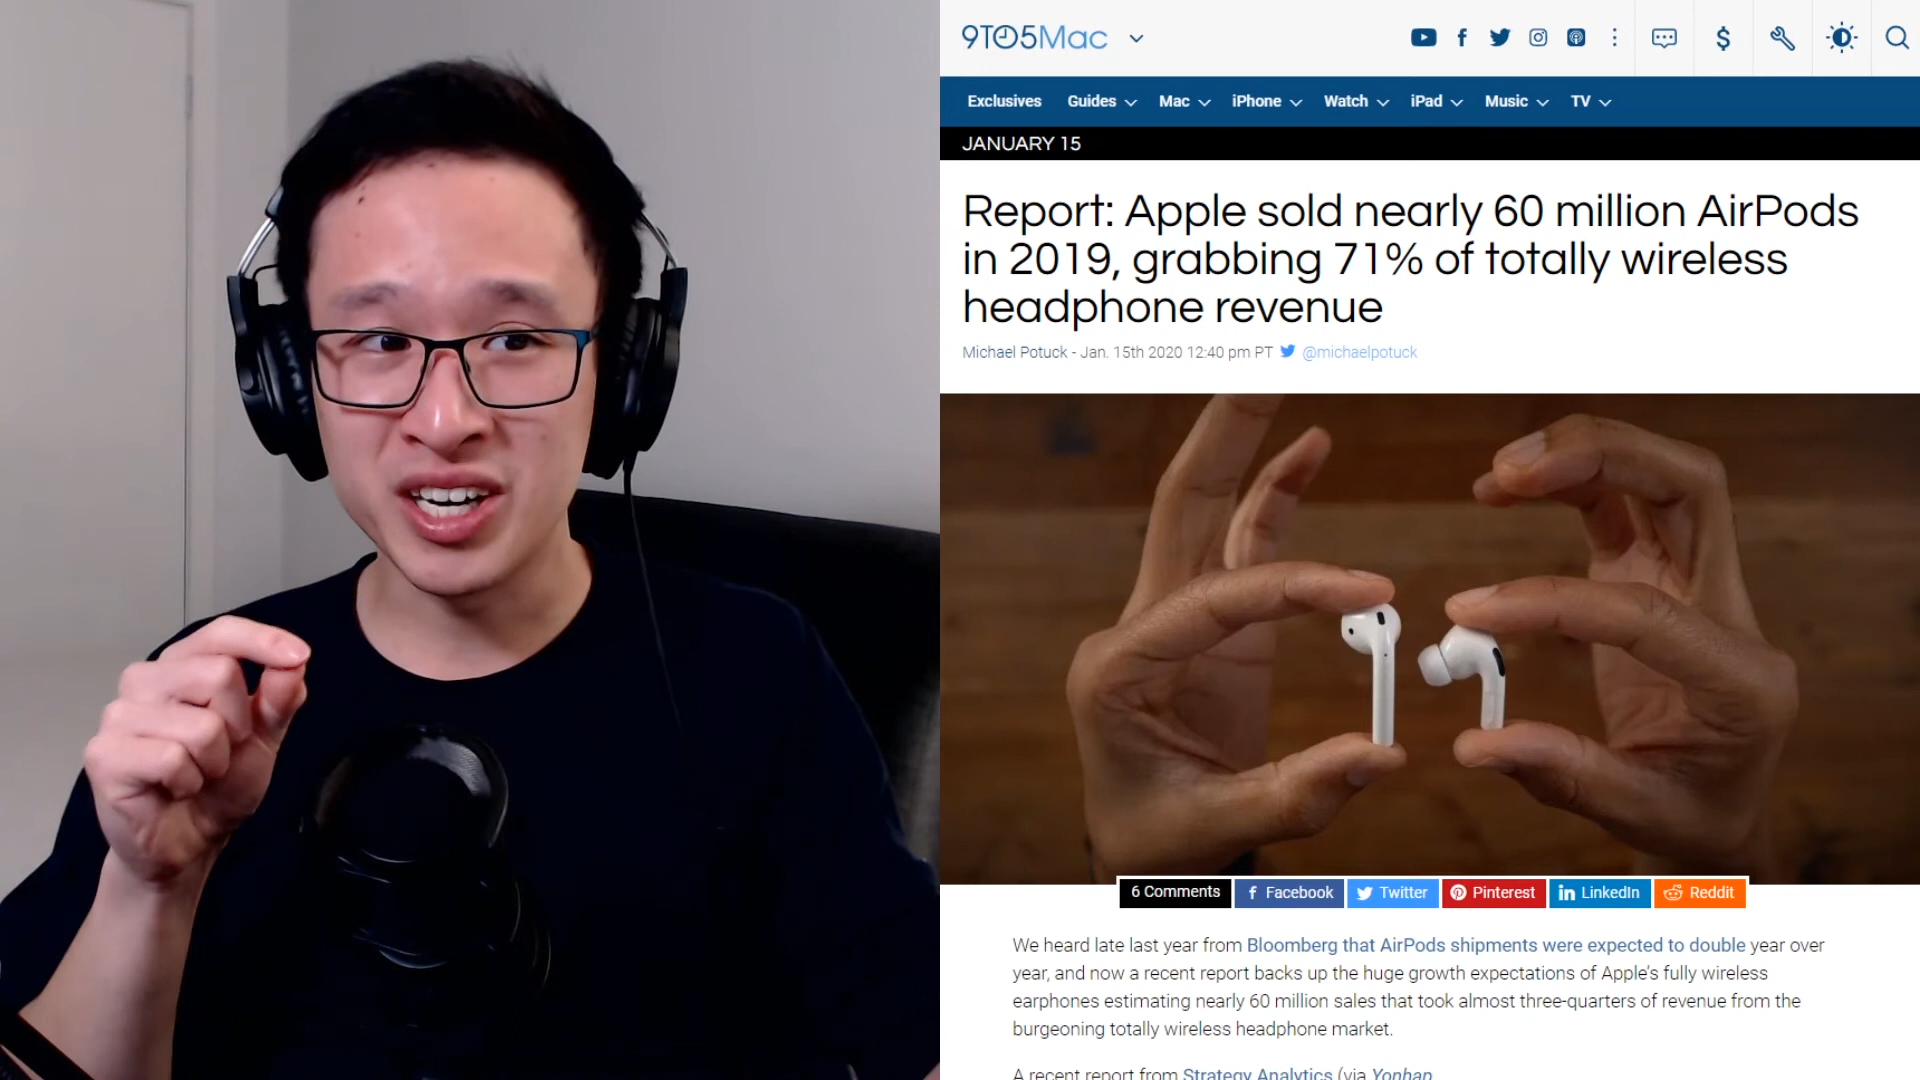 9TO5Mac
$
Exclusives Guides Mac iPhone Watch iPad Music TV
JANUARY 15
Report: Apple sold nearly 60 million AirPods
in 2019, grabbing 71% of totally wireless
headphone revenue
Michael Potuck - Jan. 15th 2020 12:40 pm PT @michaelpotuck
6 Comments Facebook Twitter Pinterest LinkedIn Reddit
We heard late last year from Bloomberg that AirPods shipments were expected to double year over
year, and now a recent report backs up the huge growth expectations of Apple's fully wireless
earphones estimating nearly 60 million sales that took almost three-quarters of revenue from the
burgeoning totally wireless headphone market.
A recent report from Strategy Analytics (via Yonhap